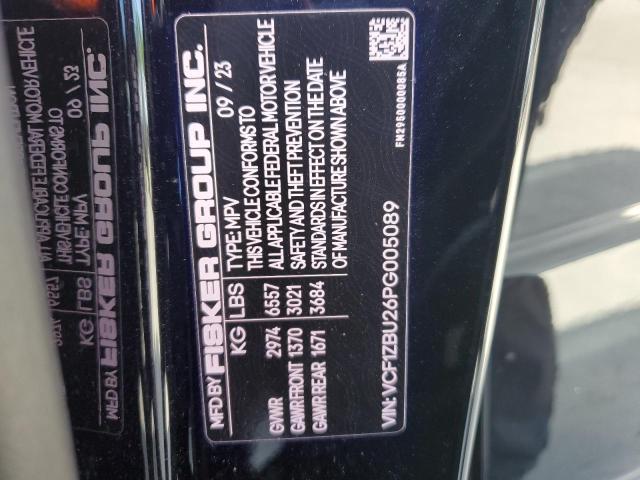 MFD BY FISKER GROUP INC.
09 / 23
KG LBS TYPE: MPV
THIS VEHICLE CONFORMS TO
GVWR 2974 6557 ALL APPLICABLE FEDERAL MOTOR VEHICLE
GAWR FRONT 1370 3021 SAFETY AND THEFT PREVENTION
GAWR REAR 1671 3684 STANDARDS IN EFFECT ON THE DATE
OF MANUFACTURE SHOWN ABOVE
VIN: VCF1ZBU26PG005089
FM29S0000085A